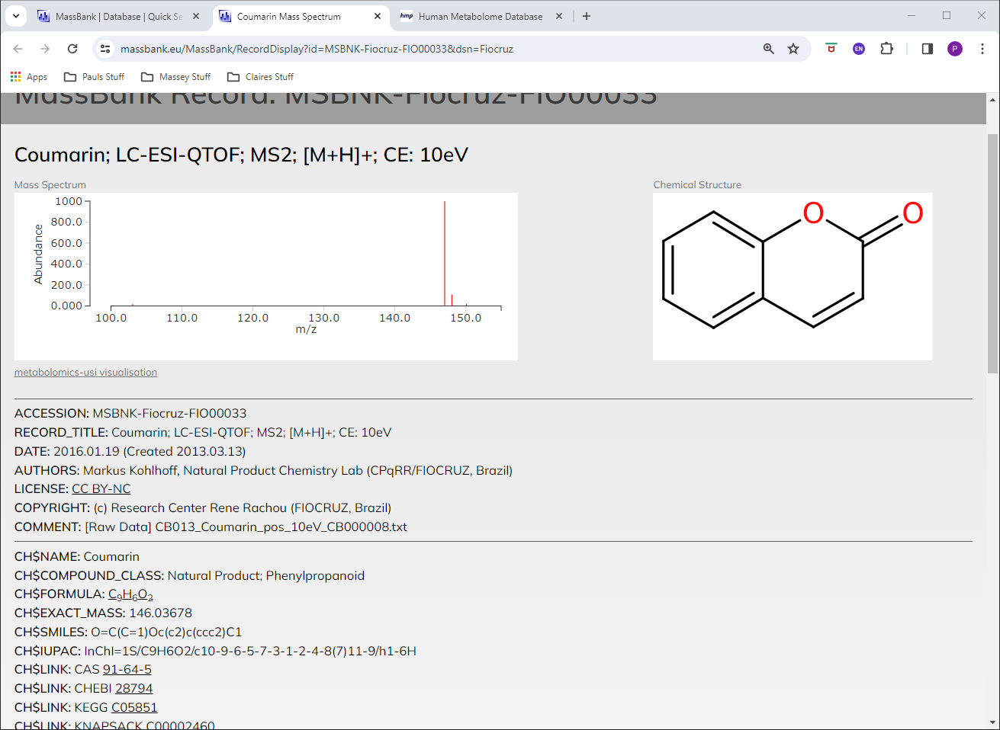 MassBank | Database | Quick Se
Coumarin Mass Spectrum
hmp Human Metabolome Database
massbank.eu/MassBank/RecordDisplay?id=MSBNK-Fiocruz-FIO00033&dsn=Fiocruz
EN
P
Apps
Pauls Stuff
Massey Stuff
Claires Stuff
MassBank Record: MSBNK-Fiocruz-FIO00033
Coumarin; LC-ESI-QTOF; MS2; [M+H]+; CE: 10eV
Mass Spectrum
Chemical Structure
1000
800.0
600.0
400.0
200.0
0.000
Abundance
100.0 110.0 120.0 130.0 140.0 150.0
m/z
O
O
metabolomics-usi visualisation
ACCESSION: MSBNK-Fiocruz-FIO00033
RECORD_TITLE: Coumarin; LC-ESI-QTOF; MS2; [M+H]+; CE: 10eV
DATE: 2016.01.19 (Created 2013.03.13)
AUTHORS: Markus Kohlhoff, Natural Product Chemistry Lab (CPqRR/FIOCRUZ, Brazil)
LICENSE: CC BY-NC
COPYRIGHT: (c) Research Center Rene Rachou (FIOCRUZ, Brazil)
COMMENT: [Raw Data] CB013_Coumarin_pos_10eV_CB000008.txt
CH$NAME: Coumarin
CH$COMPOUND_CLASS: Natural Product; Phenylpropanoid
CH$FORMULA: C9H6O2
CH$EXACT_MASS: 146.03678
CH$SMILES: O=C(C=1)Oc(c2)c(ccc2)C1
CH$IUPAC: InChI=1S/C9H6O2/c10-9-6-5-7-3-1-2-4-8(7)11-9/h1-6H
CH$LINK: CAS 91-64-5
CH$LINK: CHEBI 28794
CH$LINK: KEGG C05851
CH$LINK: KNAPSACK C00002460